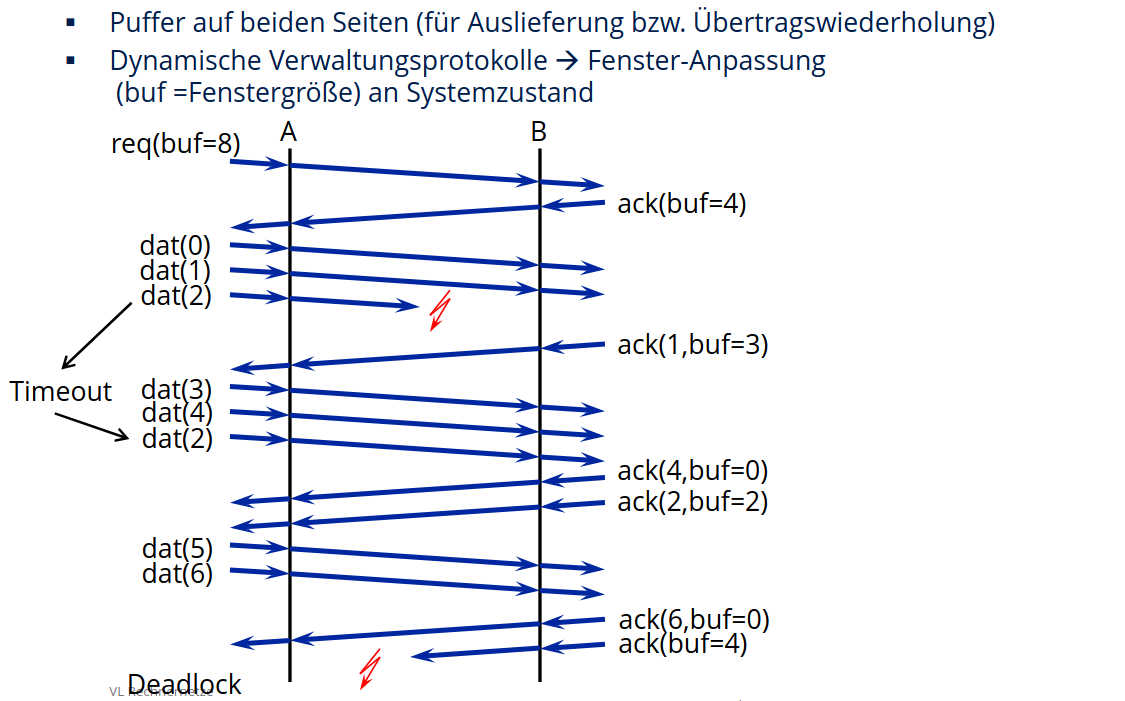 Puffer auf beiden Seiten (für Auslieferung bzw. Übertragswiederholung)
Dynamische Verwaltungsprotokolle → Fenster-Anpassung
(buf =Fenstergröße) an Systemzustand
A
B
req(buf=8)
ack(buf=4)
dat(0)
dat(1)
dat(2)
ack(1,buf=3)
Timeout
dat(3)
dat(4)
dat(2)
ack(4,buf=0)
ack(2,buf=2)
dat(5)
dat(6)
ack(6,buf=0)
ack(buf=4)
Deadlock
VL Rechnernetze